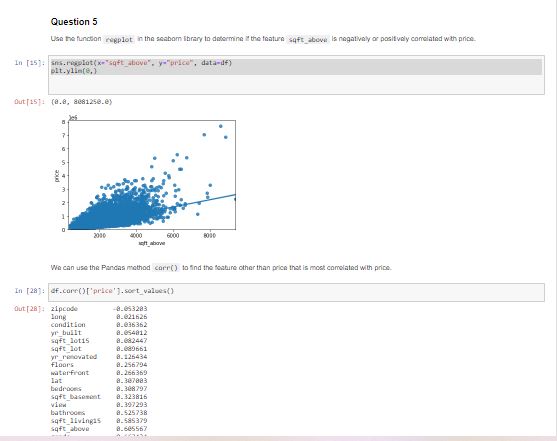 Question 5
Use the function regplot in the seaborn library to determine if the feature sqft_above is negatively or positively correlated with price.
In [15]: sns.regplot(x="sqft_above", y="price", data=df)
plt.ylim(0,)
Out[15]: (0.0, 8081250.0)
1e6
8
7
6
5
4
3
2
1
0
price
2000 4000 6000 8000
sqft_above
We can use the Pandas method corr() to find the feature other than price that is most correlated with price.
In [28]: df.corr()['price'].sort_values()
Out[28]: zipcode -0.053203
long 0.021626
condition 0.036362
yr_built 0.054012
sqft_lot15 0.082447
sqft_lot 0.089661
yr_renovated 0.126434
floors 0.256794
waterfront 0.266369
lat 0.307003
bedrooms 0.308797
sqft_basement 0.323816
view 0.397293
bathrooms 0.525738
sqft_living15 0.585379
sqft_above 0.605567